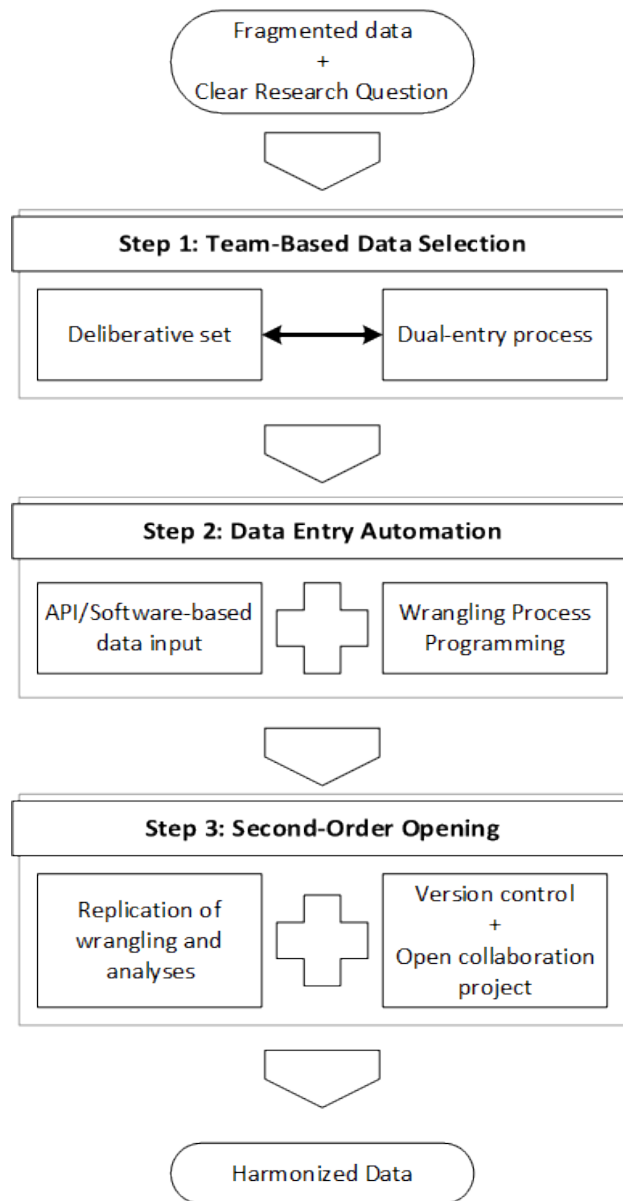 Fragmented data
+
Clear Research Question
Step 1: Team-Based Data Selection
Deliberative set
Dual-entry process
Step 2: Data Entry Automation
API/Software-based
data input
Wrangling Process
Programming
Step 3: Second-Order Opening
Replication of
wrangling and
analyses
Version control
+
Open collaboration
project
Harmonized Data